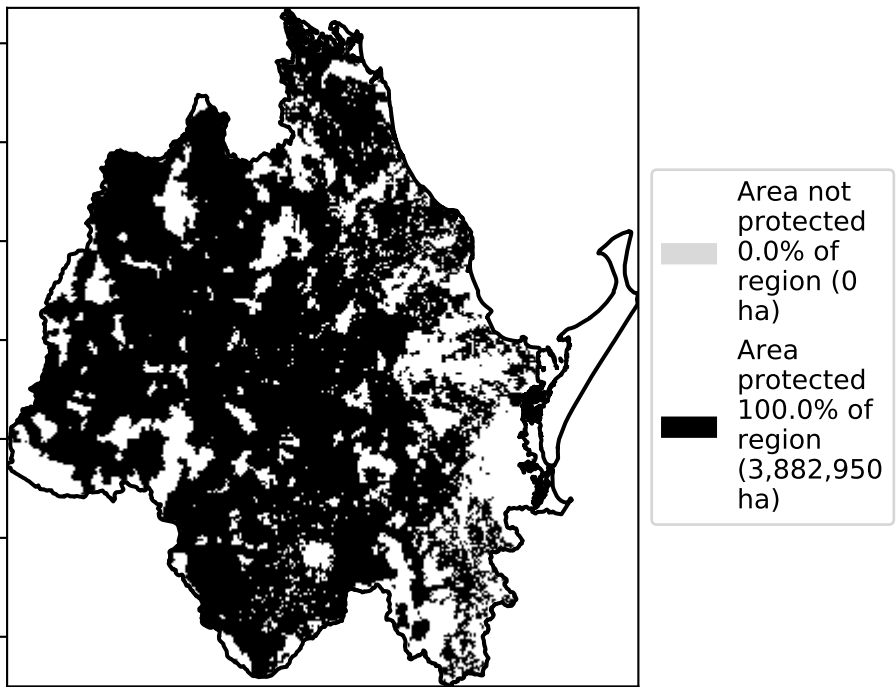 Area not
protected
0.0% of
region (0
ha)
Area
protected
100.0% of
region
(3,882,950
ha)